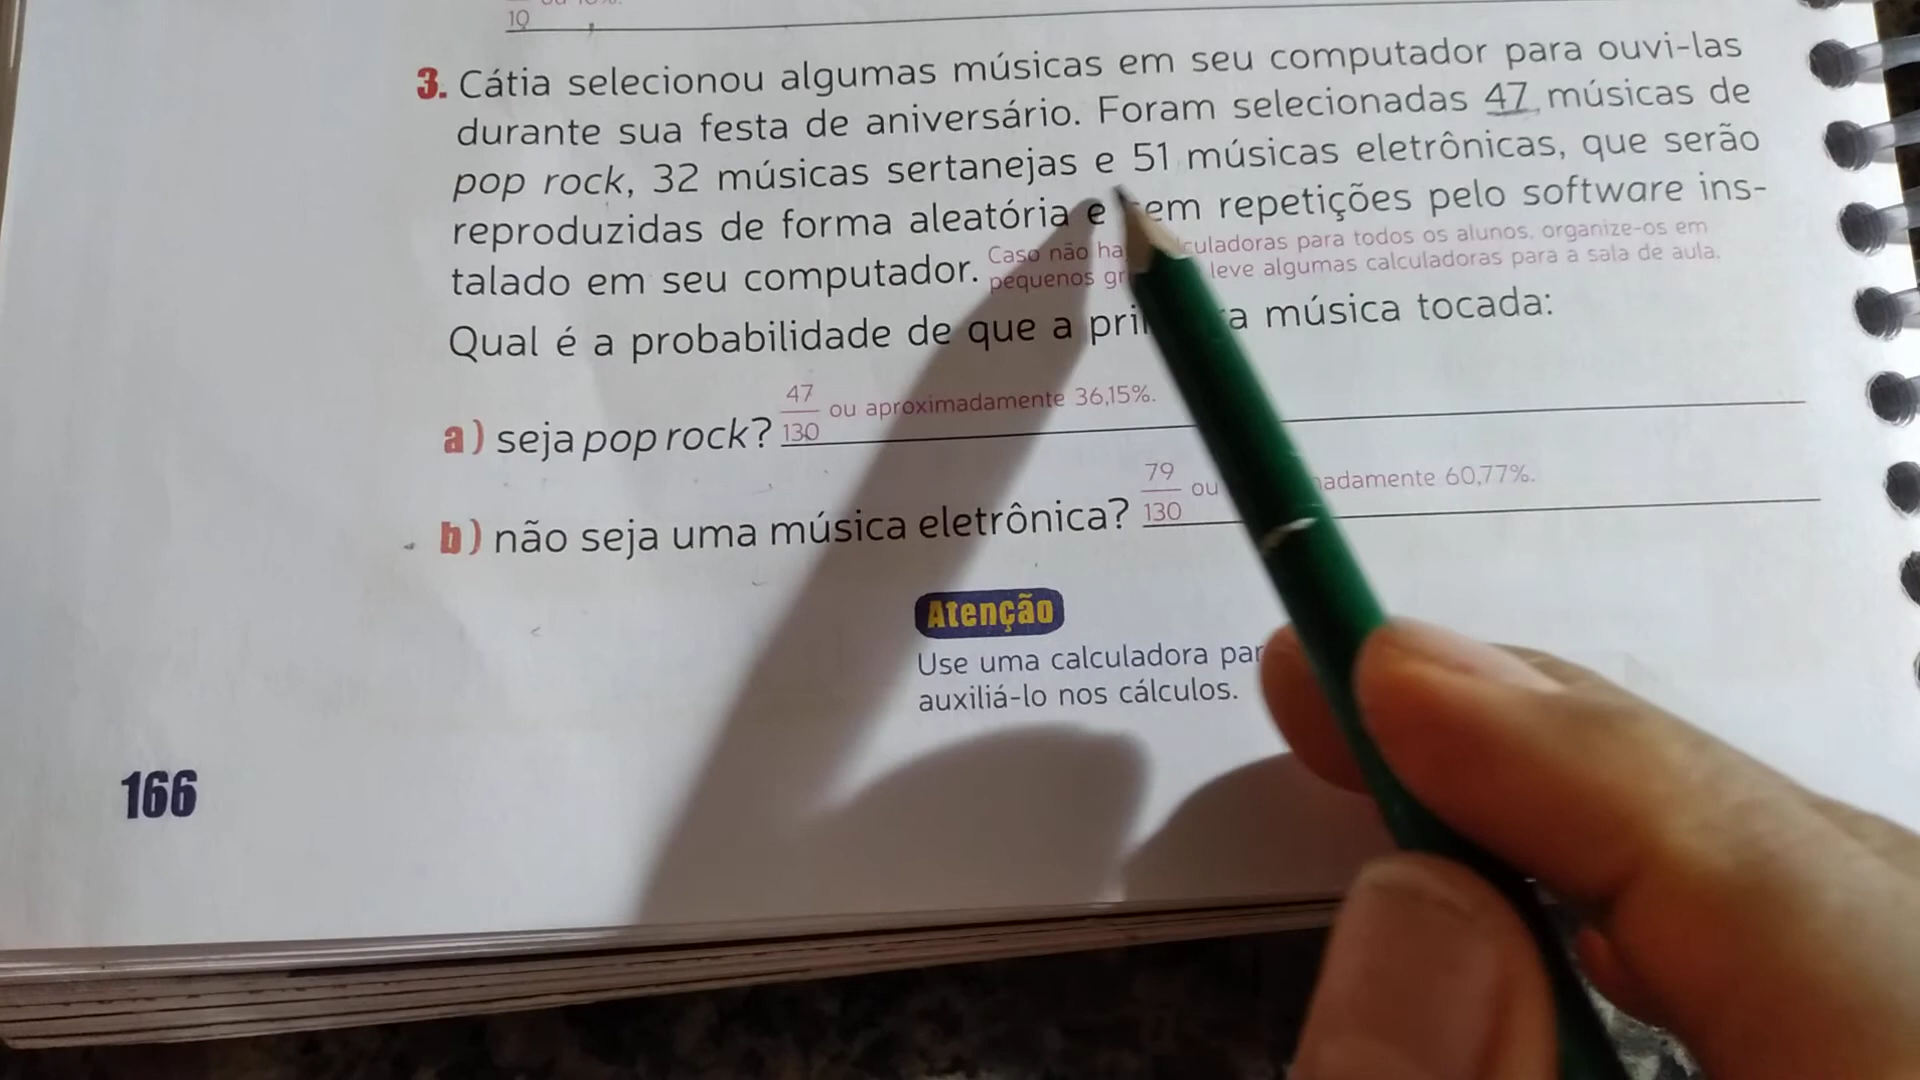 10
3. Cátia selecionou algumas músicas em seu computador para ouvi-las
durante sua festa de aniversário. Foram selecionadas 47 músicas de
pop rock, 32 músicas sertanejas e 51 músicas eletrônicas, que serão
reproduzidas de forma aleatória e em repetições pelo software ins-
talado em seu computador.
Caso não ha culadoras para todos os alunos, organize-os em
pequenos gr leve algumas calculadoras para a sala de aula.
Qual é a probabilidade de que a pri a música tocada:
a) seja pop rock? 47/130 ou aproximadamente 36,15%.
b) não seja uma música eletrônica? 79/130 ou madamente 60,77%.
Atenção
Use uma calculadora par
auxiliá-lo nos cálculos.
166